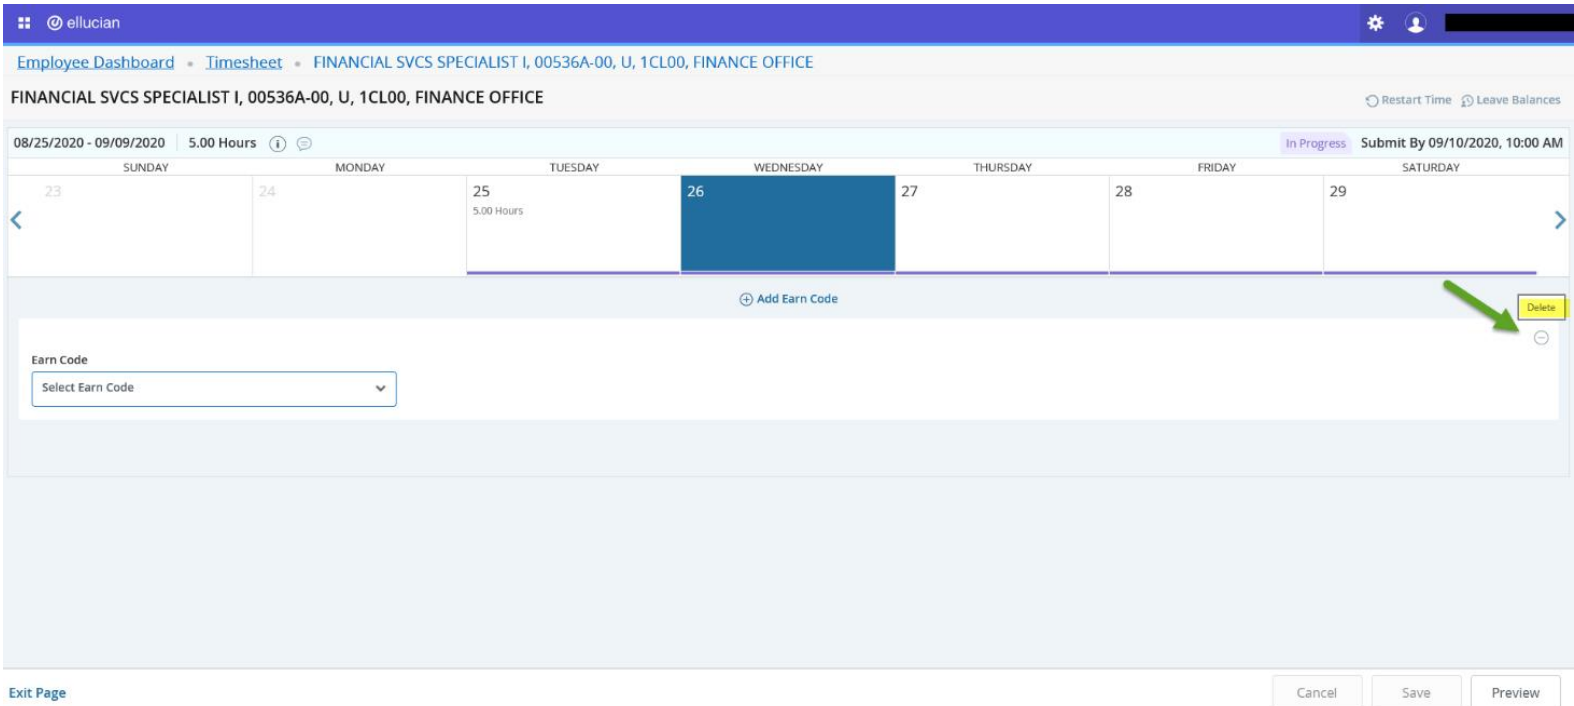 ellucian
Employee Dashboard • Timesheet • FINANCIAL SVCS SPECIALIST I, 00536A-00, U, 1CL00, FINANCE OFFICE
FINANCIAL SVCS SPECIALIST I, 00536A-00, U, 1CL00, FINANCE OFFICE
Restart Time Leave Balances
08/25/2020 - 09/09/2020 5.00 Hours In Progress Submit By 09/10/2020, 10:00 AM
SUNDAY MONDAY TUESDAY WEDNESDAY THURSDAY FRIDAY SATURDAY
23 24 25 26 27 28 29
5.00 Hours
Add Earn Code
Delete
Earn Code
Select Earn Code
Exit Page Cancel Save Preview